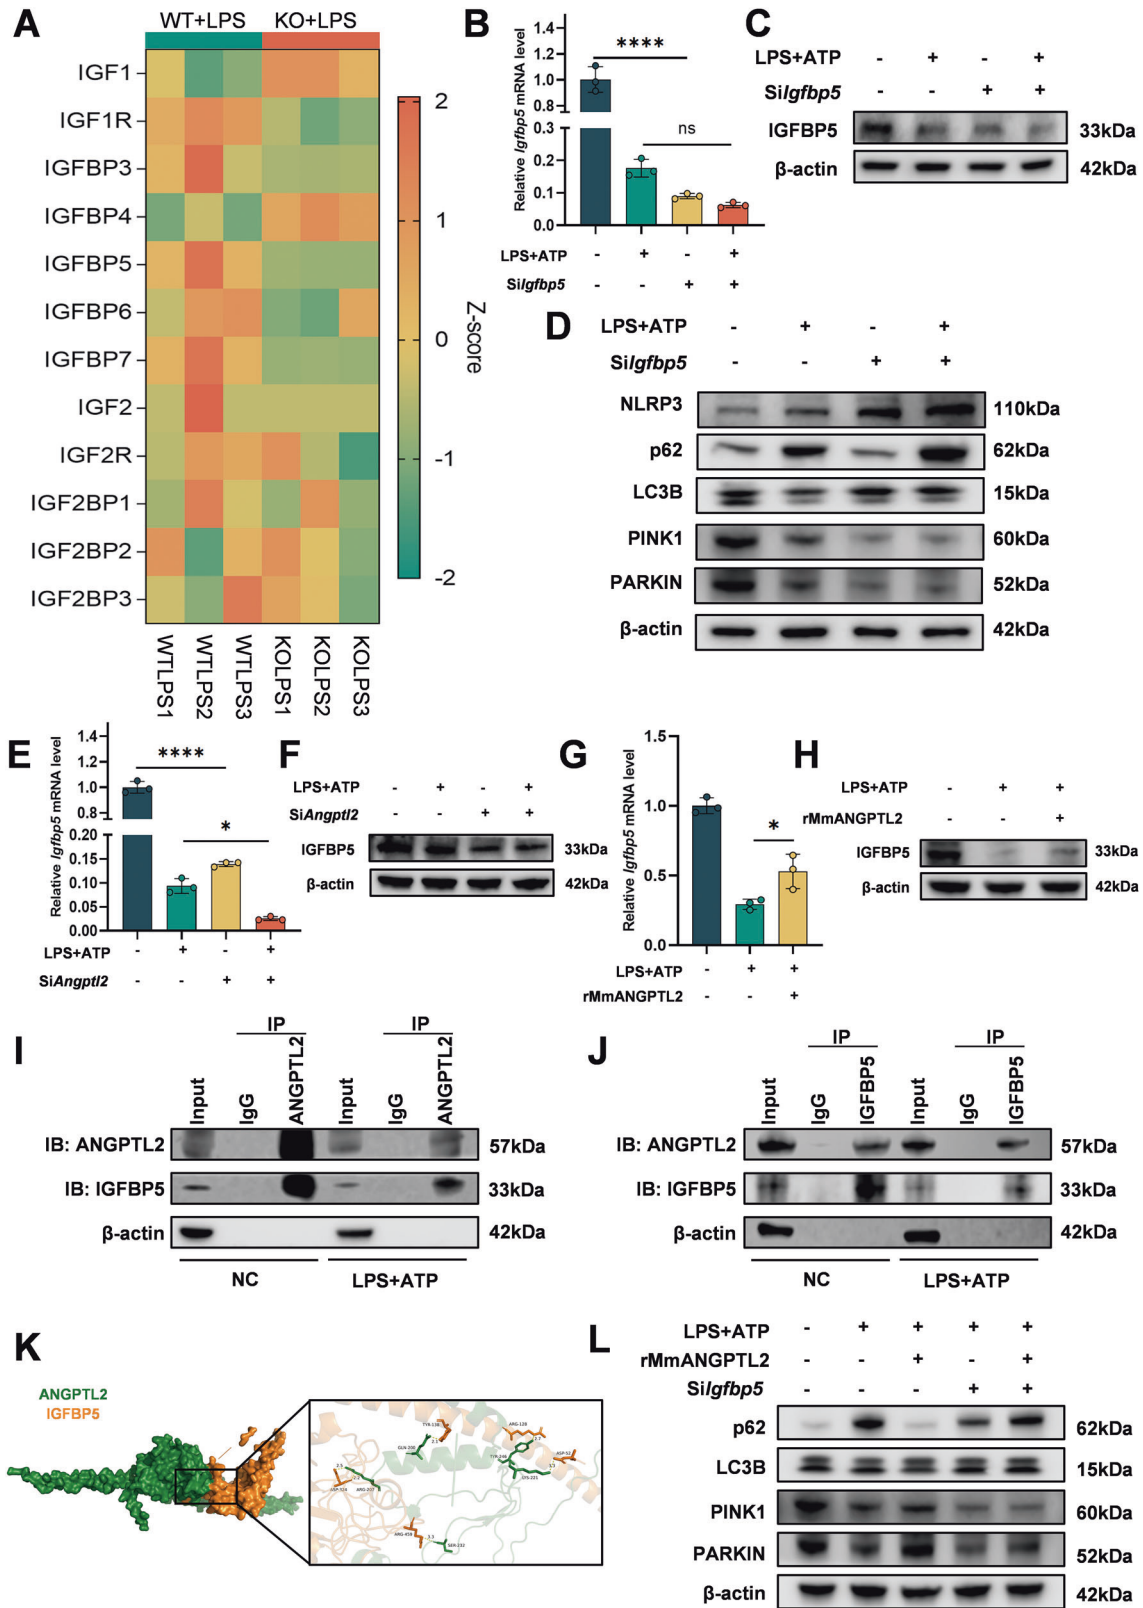 A
WT+LPS KO+LPS
IGF1
IGF1R
IGFBP3
IGFBP4
IGFBP5
IGFBP6
IGFBP7
IGF2
IGF2R
IGF2BP1
IGF2BP2
IGF2BP3
WTLPS1
WTLPS2
WTLPS3
KOLPS1
KOLPS2
KOLPS3
2
1
0
-1
-2
Z-score
B
Relative Igfbp5 mRNA level
1.4
1.2
1.0
0.8
0.3
0.2
0.1
0.0
****
ns
LPS+ATP - + - +
SiIgfbp5 - - + +
C
LPS+ATP - + - +
SiIgfbp5 - - + +
IGFBP5 33kDa
β-actin 42kDa
D
LPS+ATP - + - +
SiIgfbp5 - - + +
NLRP3 110kDa
p62 62kDa
LC3B 15kDa
PINK1 60kDa
PARKIN 52kDa
β-actin 42kDa
E
Relative Igfbp5 mRNA level
1.4
1.2
1.0
0.8
0.20
0.15
0.10
0.05
0.00
****
*
LPS+ATP - + - +
SiAngptl2 - - + +
F
LPS+ATP - + - +
SiAngptl2 - - + +
IGFBP5 33kDa
β-actin 42kDa
G
Relative Igfbp5 mRNA level
1.5
1.0
0.5
0.0
*
LPS+ATP - + +
rMmANGPTL2 - - +
H
LPS+ATP - + +
rMmANGPTL2 - - +
IGFBP5 33kDa
β-actin 42kDa
I
IP IP
Input IgG ANGPTL2 Input IgG ANGPTL2
IB: ANGPTL2 57kDa
IB: IGFBP5 33kDa
β-actin 42kDa
NC LPS+ATP
J
IP IP
Input IgG IGFBP5 Input IgG IGFBP5
IB: ANGPTL2 57kDa
IB: IGFBP5 33kDa
β-actin 42kDa
NC LPS+ATP
K
ANGPTL2
IGFBP5
L
LPS+ATP - + + + +
rMmANGPTL2 - - + - +
SiIgfbp5 - - - + +
p62 62kDa
LC3B 15kDa
PINK1 60kDa
PARKIN 52kDa
β-actin 42kDa